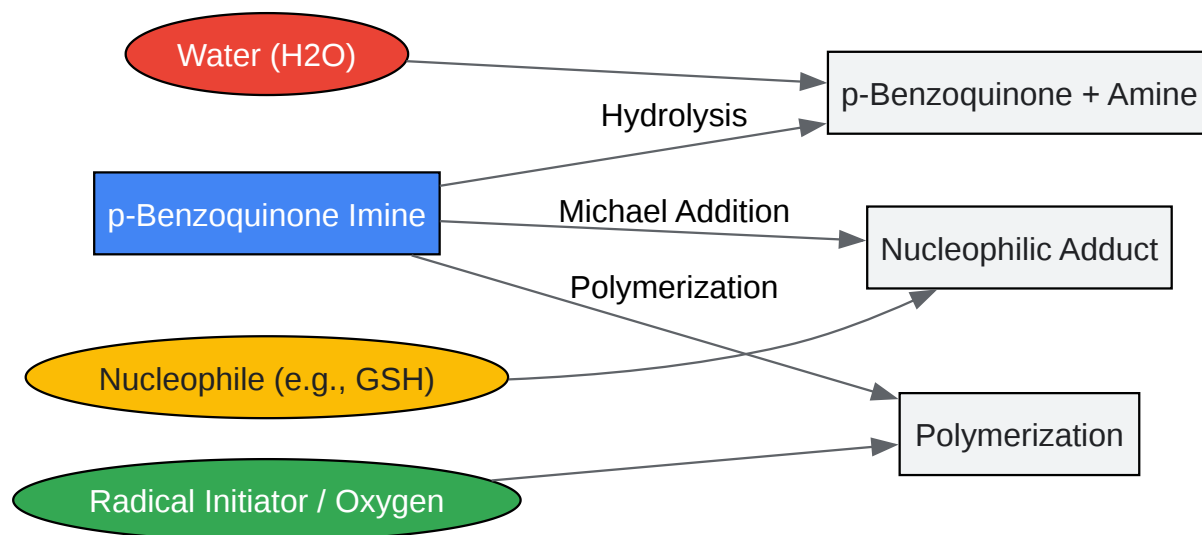 Water (H2O)
p-Benzoquinone + Amine
Hydrolysis
p-Benzoquinone Imine
Michael Addition
Nucleophilic Adduct
Polymerization
Nucleophile (e.g., GSH)
Polymerization
Radical Initiator / Oxygen